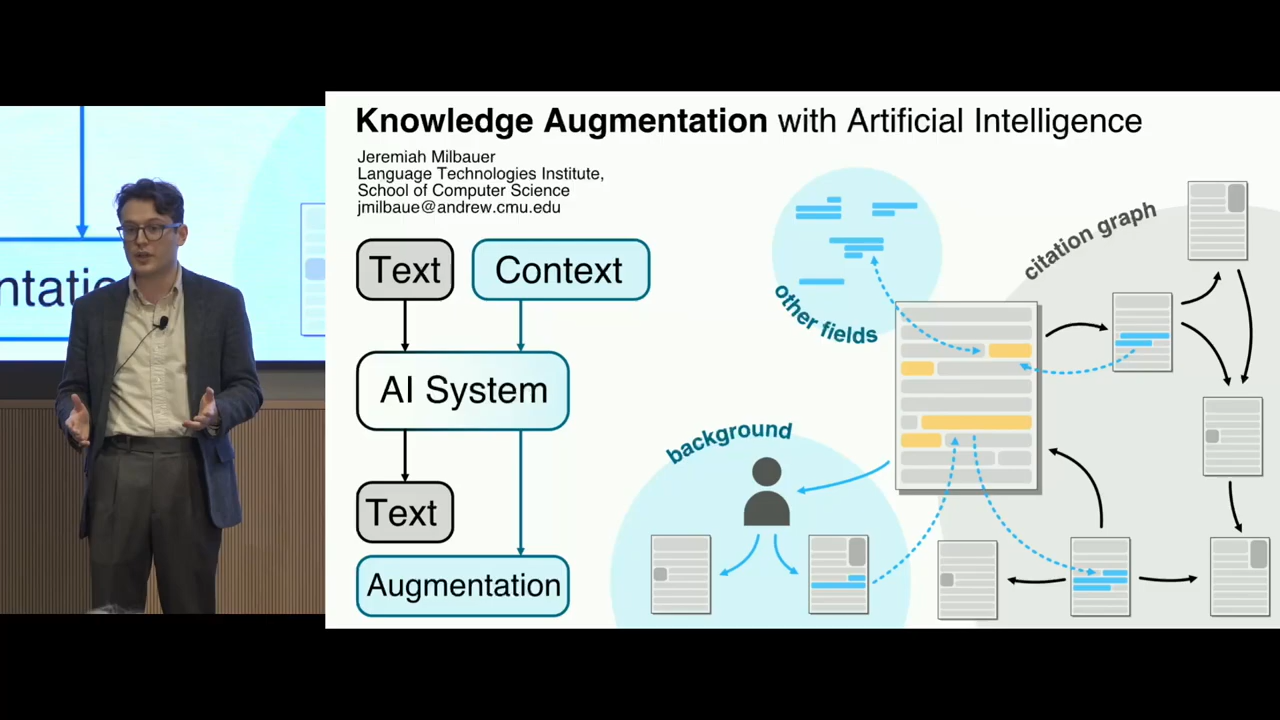 Knowledge Augmentation with Artificial Intelligence
Jeremiah Milbauer
Language Technologies Institute,
School of Computer Science
jmilbaue@andrew.cmu.edu
Text
Context
AI System
Text
Augmentation
other fields
citation graph
background
ntatio